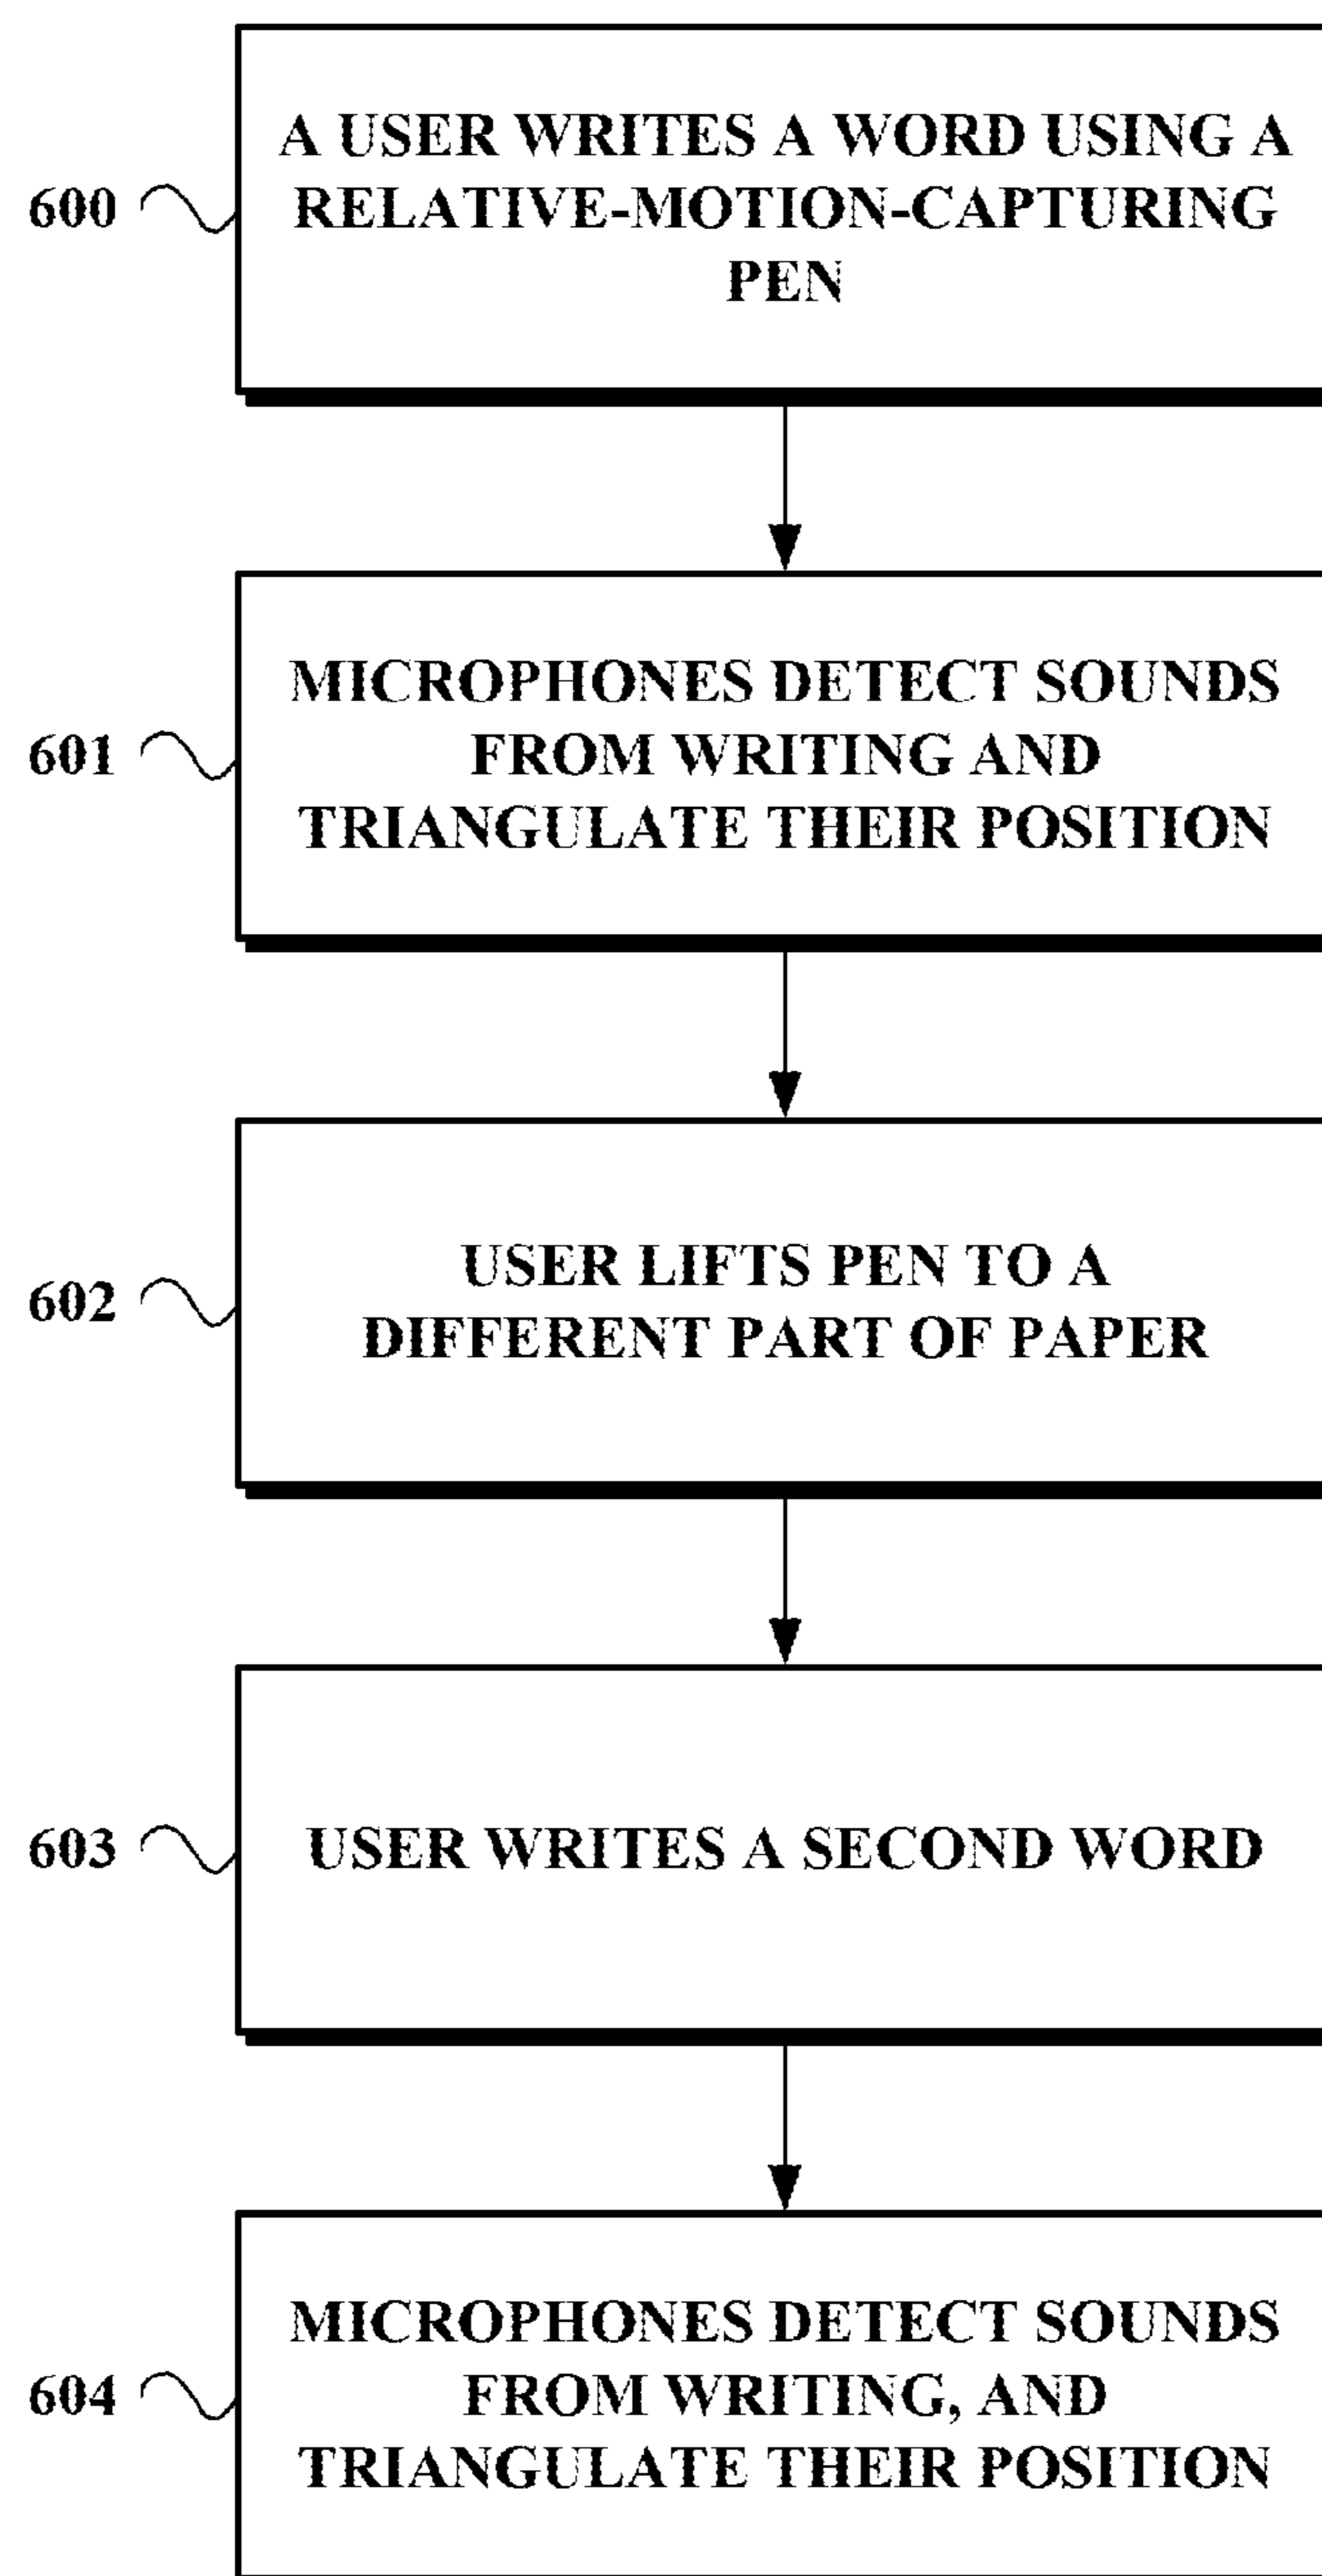 A USER WRITES A WORD USING A
600 RELATIVE-MOTION-CAPTURING
PEN
MICROPHONES DETECT SOUNDS
601 FROM WRITING AND
TRIANGULATE THEIR POSITION
USER LIFTS PEN TO A
602
DIFFERENT PART OF PAPER
603 USER WRITES A SECOND WORD
MICROPHONES DETECT SOUNDS
604 FROM WRITING, AND
TRIANGULATE THEIR POSITION